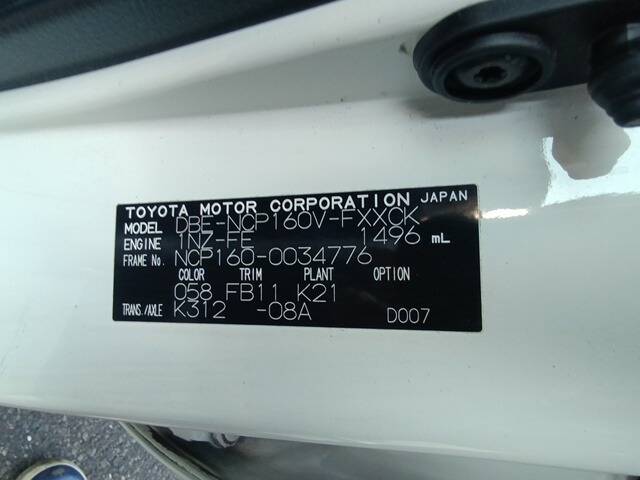 TOYOTA MOTOR CORPORATION JAPAN
MODEL DBE-NCP160V-FXXCK
ENGINE 1NZ-FE 1496 mL
FRAME No. NCP160-0034776
COLOR TRIM PLANT OPTION
058 FB11 K21
TRANS./AXLE K312 -08A D007